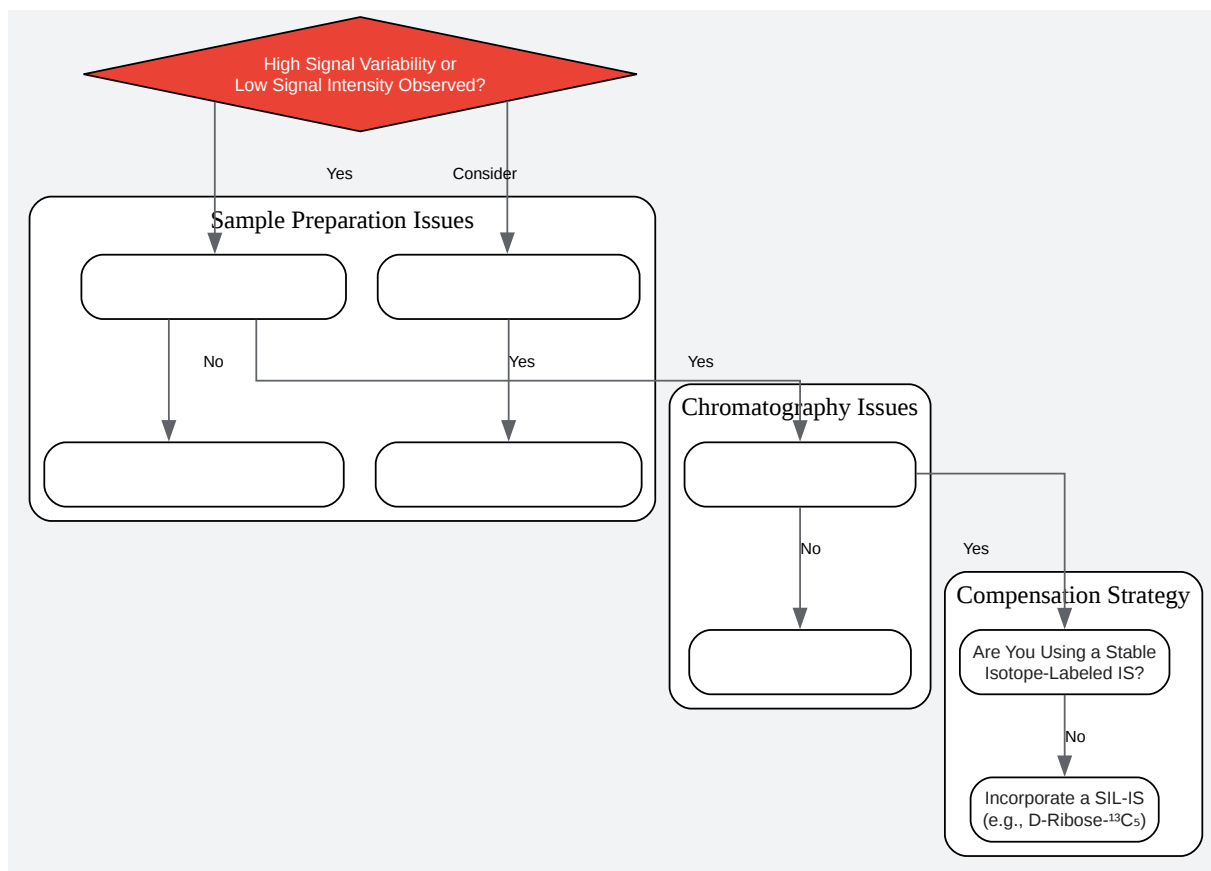 High Signal Variability or
Low Signal Intensity Observed?
Yes
Consider
Sample Preparation Issues
No
Yes
Yes
Chromatography Issues
No
Yes
Compensation Strategy
Are You Using a Stable
Isotope-Labeled IS?
No
Incorporate a SIL-IS
(e.g., D-Ribose-¹³C₅)